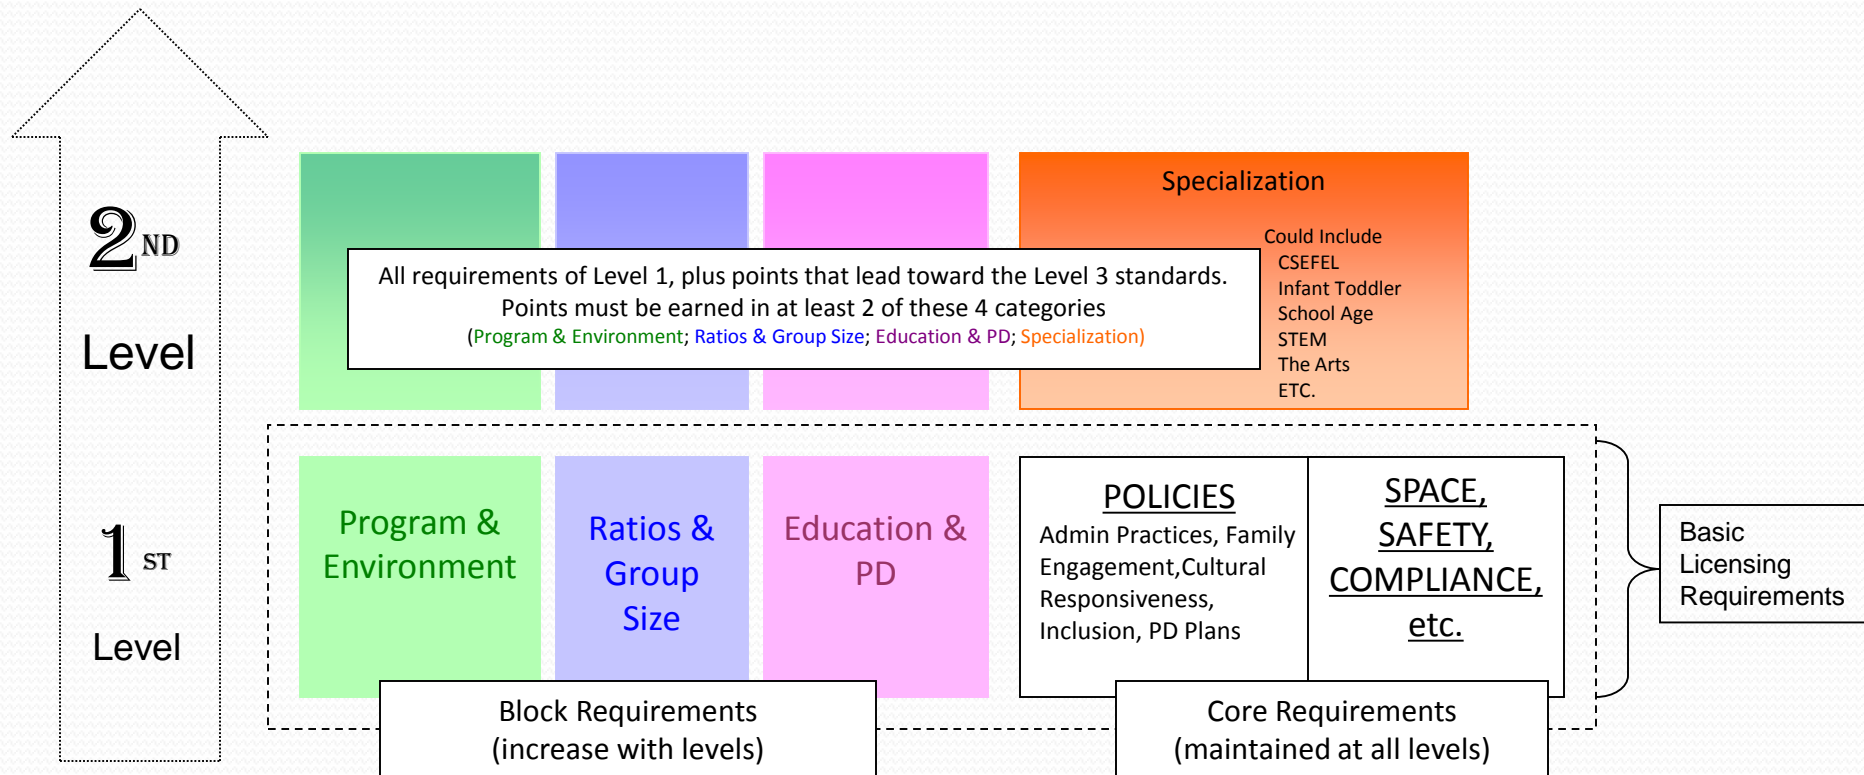 2ND
Level
Specialization
Could Include
CSEFEL
Infant Toddler
School Age
STEM
The Arts
ETC.
All requirements of Level 1, plus points that lead toward the Level 3 standards.
Points must be earned in at least 2 of these 4 categories
(Program & Environment; Ratios & Group Size; Education & PD; Specialization)
1ST
Level
Program &
Environment
Ratios &
Group
Size
Education &
PD
POLICIES
Admin Practices, Family
Engagement,Cultural
Responsiveness,
Inclusion, PD Plans
SPACE,
SAFETY,
COMPLIANCE,
etc.
Basic
Licensing
Requirements
Block Requirements
(increase with levels)
Core Requirements
(maintained at all levels)